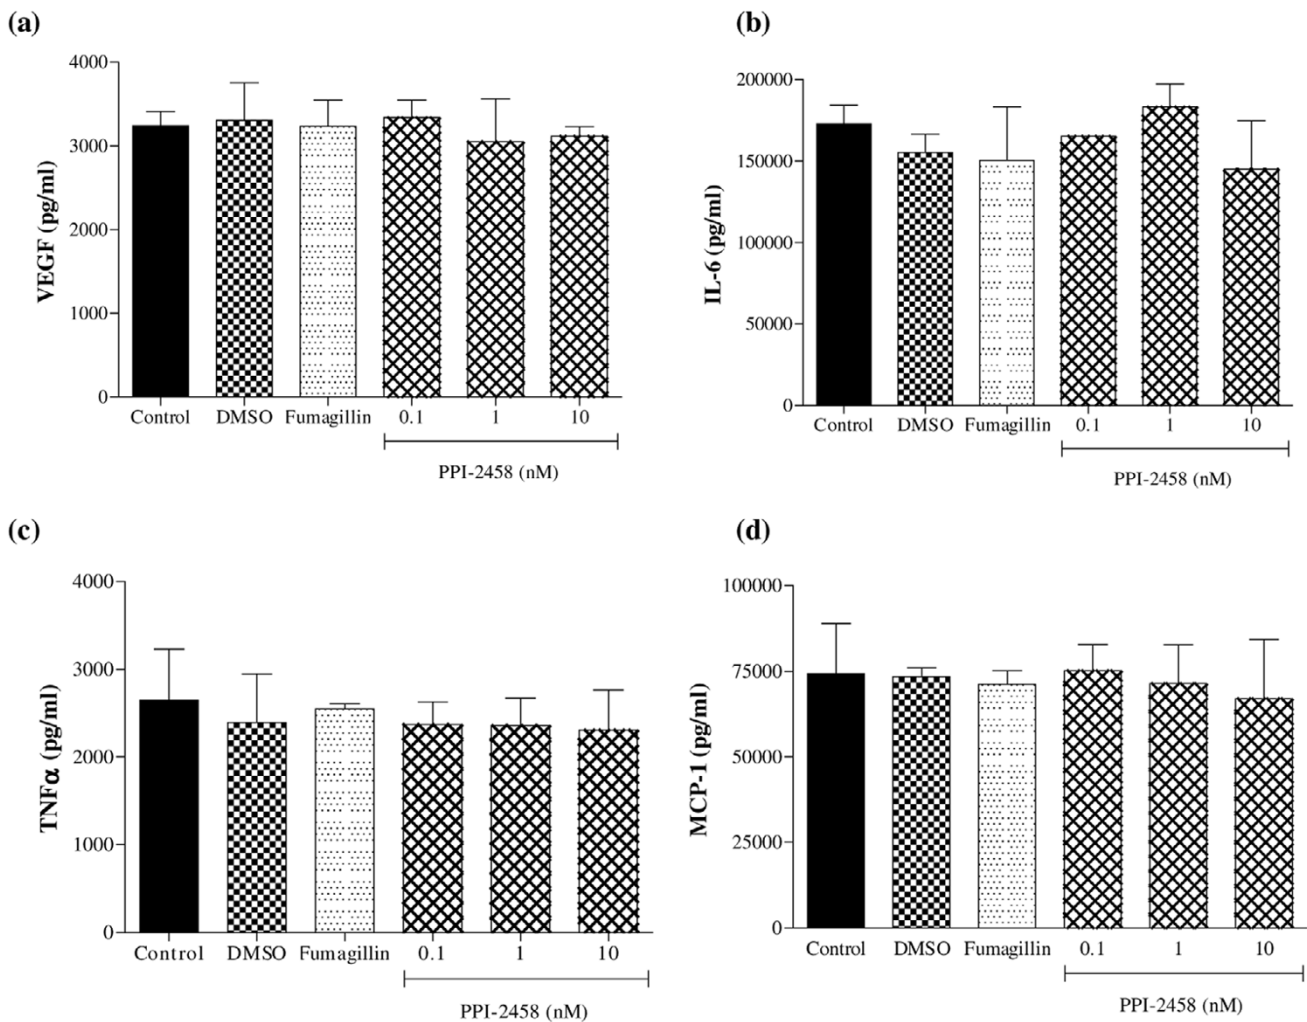 (a)
VEGF (pg/ml)
4000
3000
2000
1000
0
Control DMSO Fumagillin 0.1 1 10
PPI-2458 (nM)
(b)
IL-6 (pg/ml)
200000
150000
100000
50000
0
Control DMSO Fumagillin 0.1 1 10
PPI-2458 (nM)
(c)
TNFα (pg/ml)
4000
3000
2000
1000
0
Control DMSO Fumagillin 0.1 1 10
PPI-2458 (nM)
(d)
MCP-1 (pg/ml)
100000
75000
50000
25000
0
Control DMSO Fumagillin 0.1 1 10
PPI-2458 (nM)